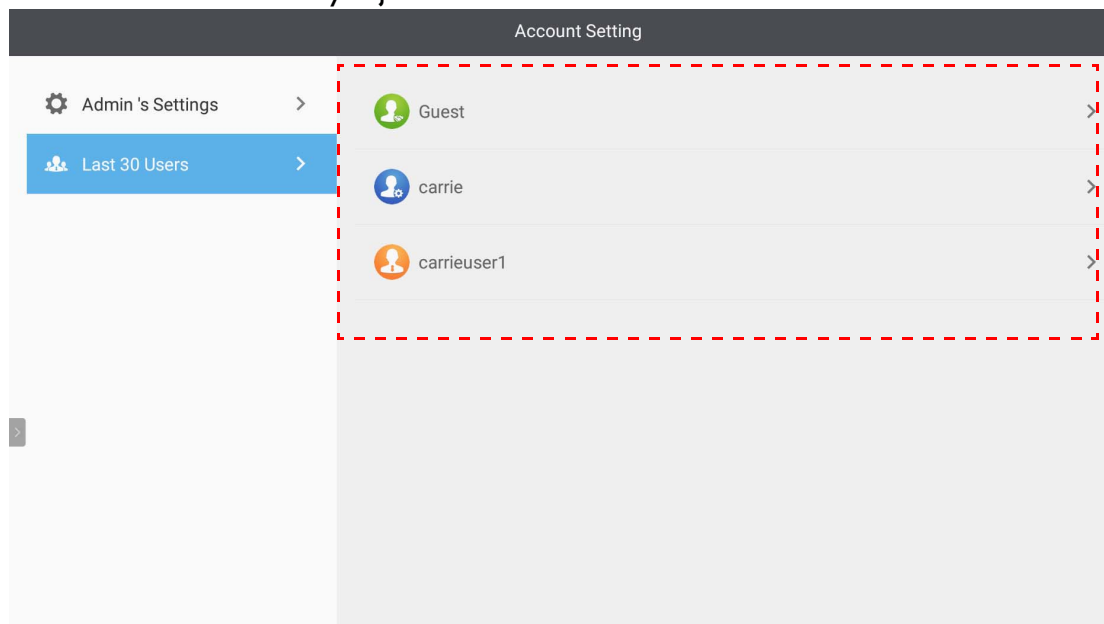 Account Setting
Admin 's Settings
Last 30 Users
Guest
carrie
carrieuser1